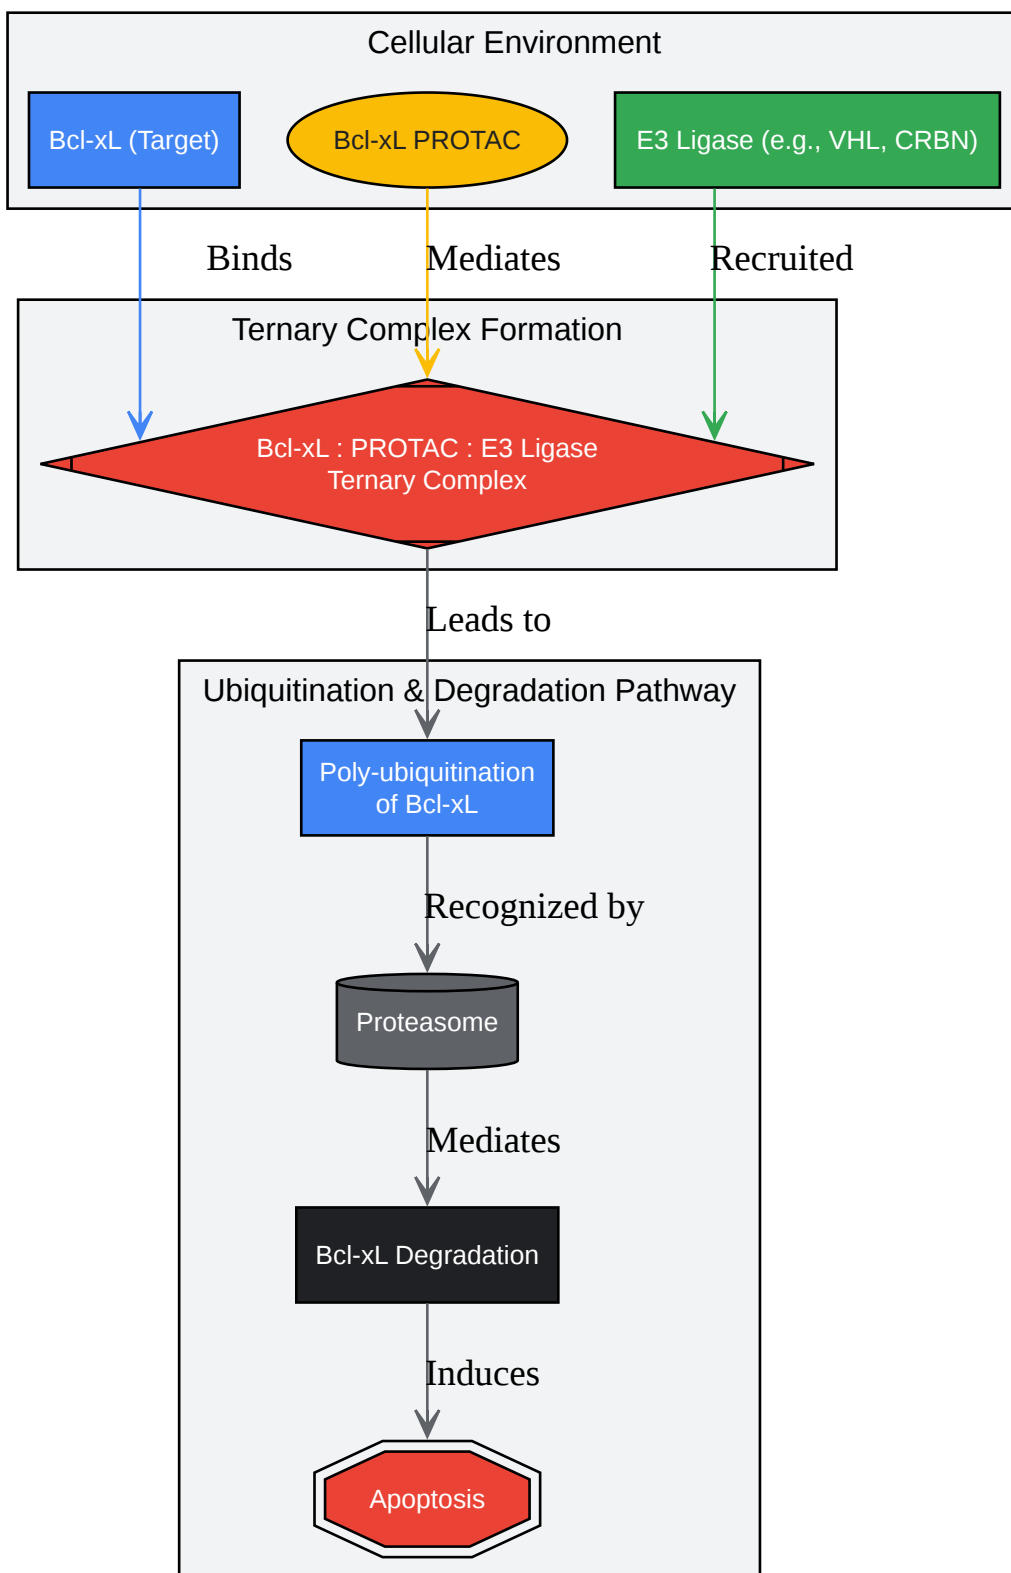 Cellular Environment
Bcl-xL (Target)
Bcl-xL PROTAC
E3 Ligase (e.g., VHL, CRBN)
Binds
Mediates
Recruited
Ternary Complex Formation
Bcl-xL : PROTAC : E3 Ligase
Ternary Complex
Leads to
Ubiquitination & Degradation Pathway
Poly-ubiquitination
of Bcl-xL
Recognized by
Proteasome
Mediates
Bcl-xL Degradation
Induces
Apoptosis